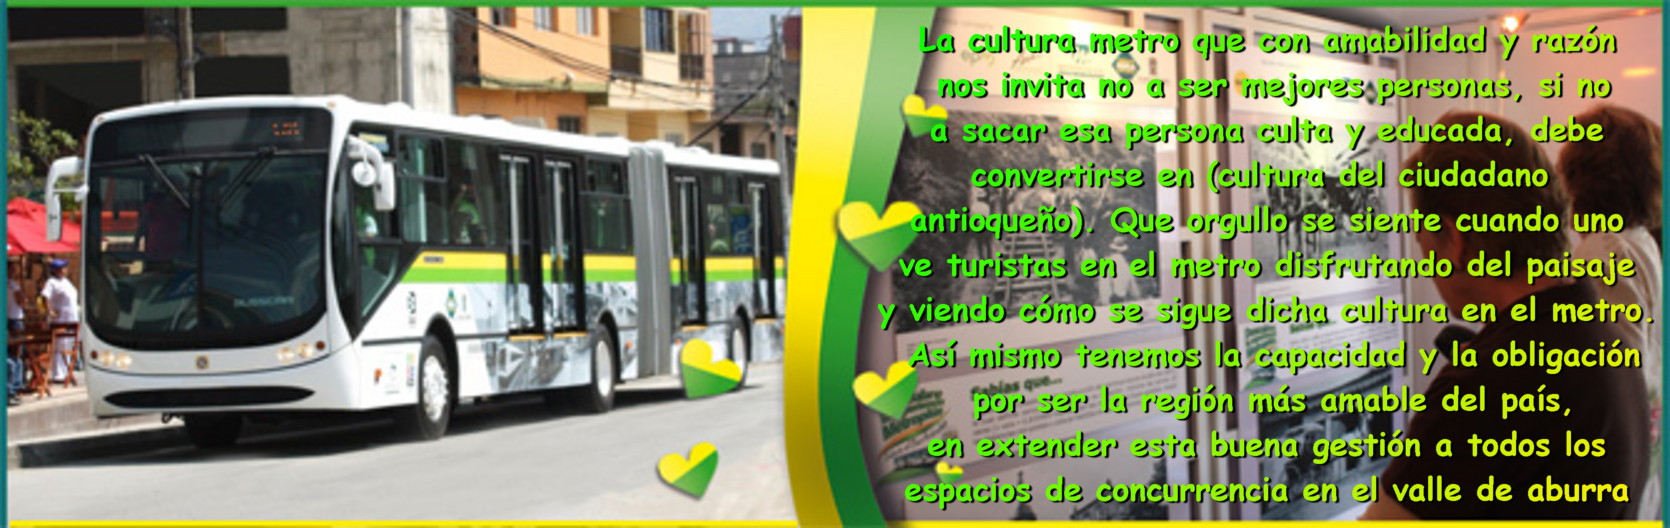 La cultura metro que con amabilidad y razón
nos invita no a ser mejores personas, si no
a sacar esa persona culta y educada, debe
convertirse en (cultura del ciudadano
antioqueño). Que orgullo se siente cuando uno
ve turistas en el metro disfrutando del paisaje
y viendo cómo se sigue dicha cultura en el metro.
Así mismo tenemos la capacidad y la obligación
por ser la región más amable del país,
en extender esta buena gestión a todos los
espacios de concurrencia en el valle de aburra
Sabías que...
BUSSCAR